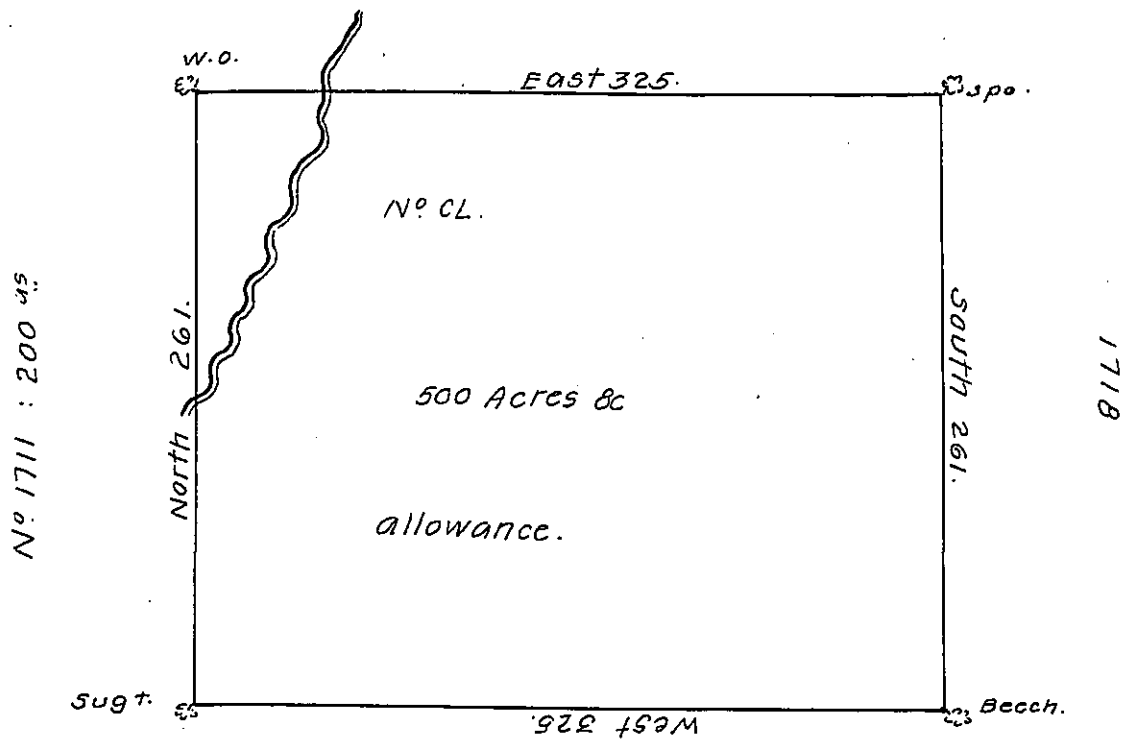 W.O.
East 325.
spo.
Nº CL.
Nº 1711 : 200 as
North 261.
South 261.
1718
500 Acres &c
allowance.
Sugt.
West 325.
Beech.